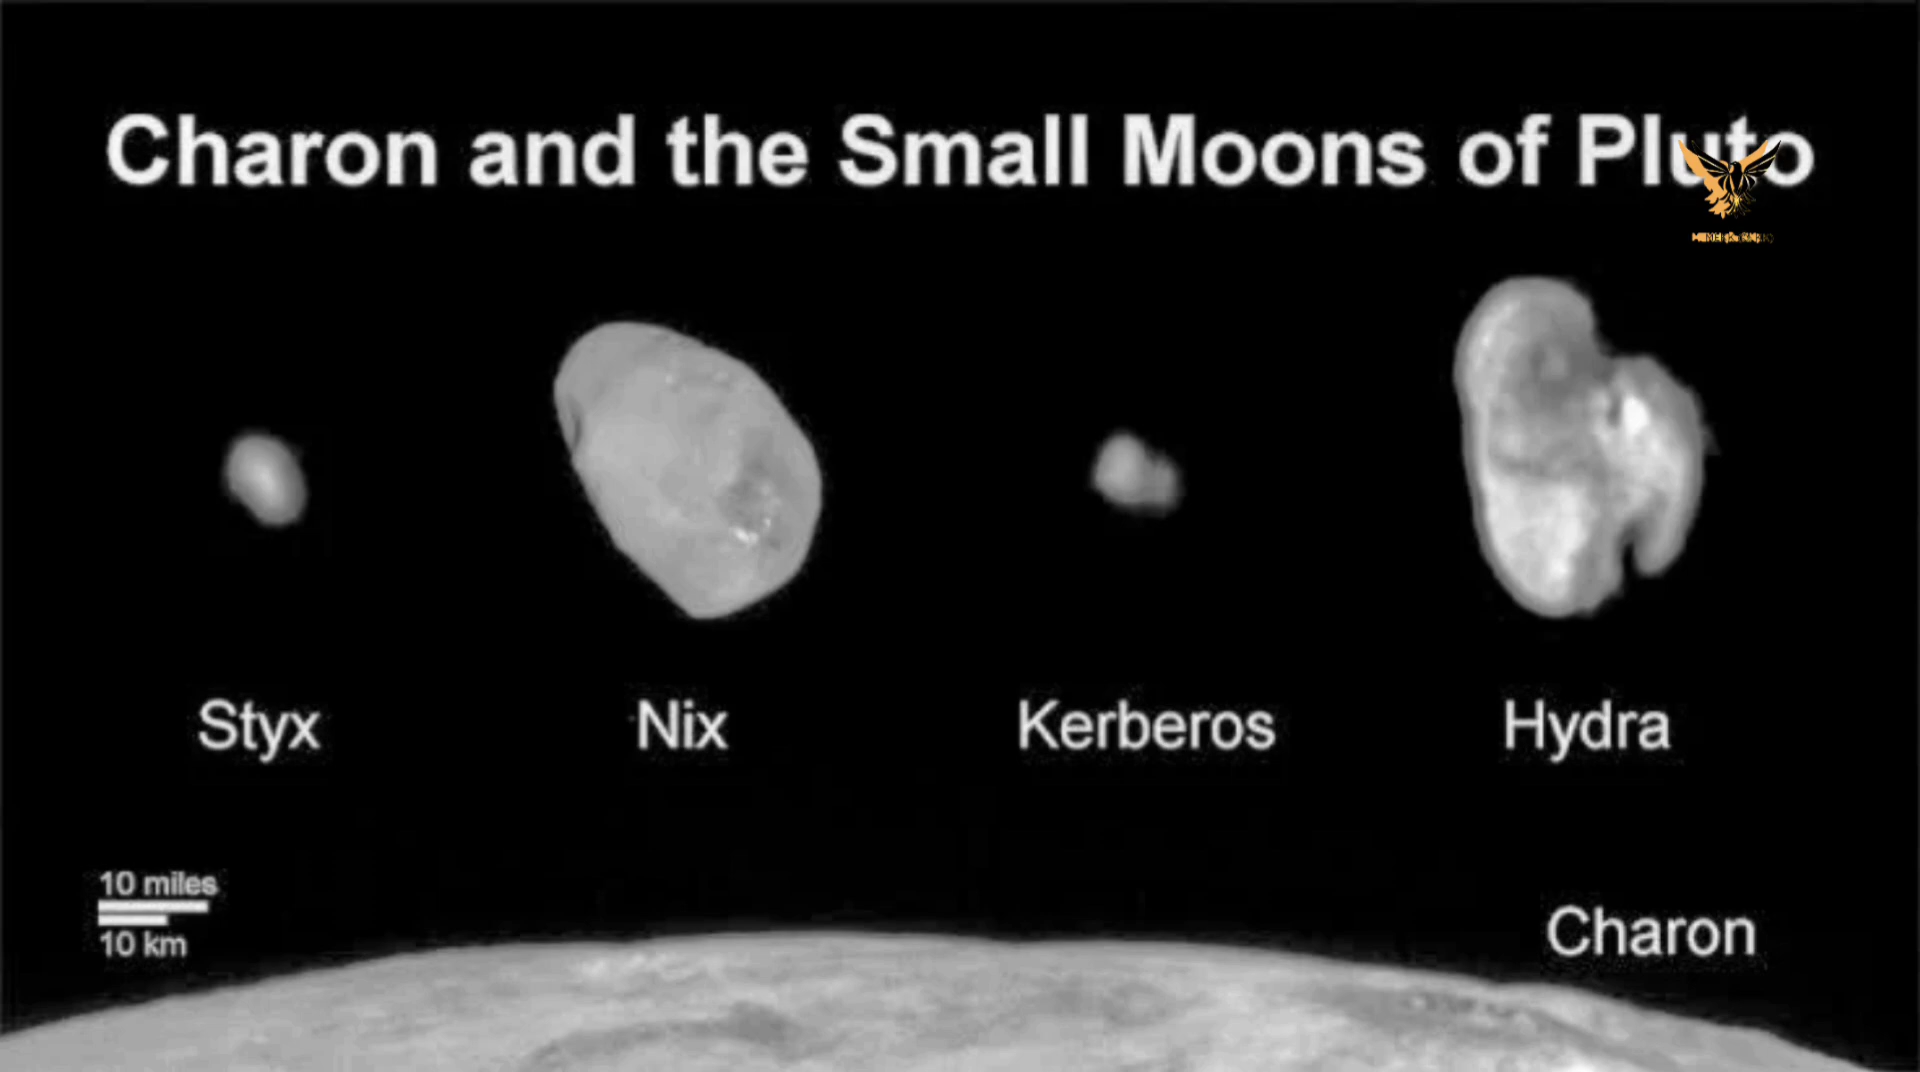 Charon and the Small Moons of Pluto
Styx
Nix
Kerberos
Hydra
10 miles
10 km
Charon